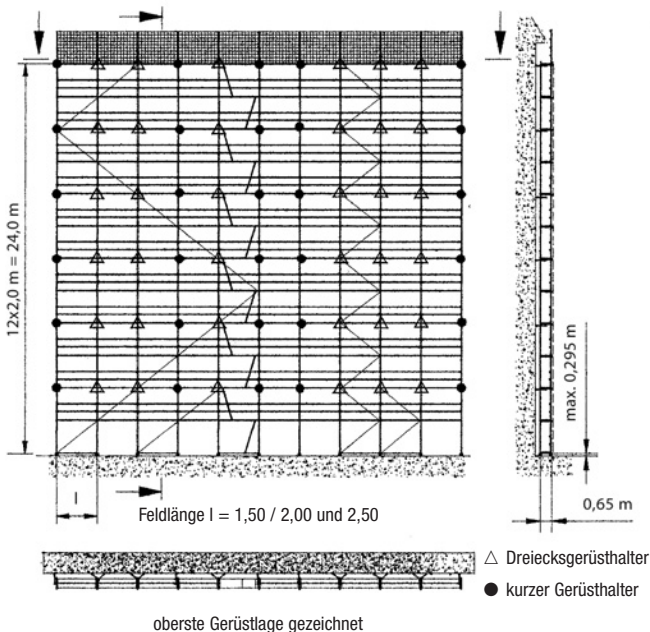 12x2,0 m = 24,0 m
max. 0,295 m
0,65 m
l
Feldlänge l = 1,50 / 2,00 und 2,50
△ Dreiecksgerüsthalter
● kurzer Gerüsthalter
oberste Gerüstlage gezeichnet